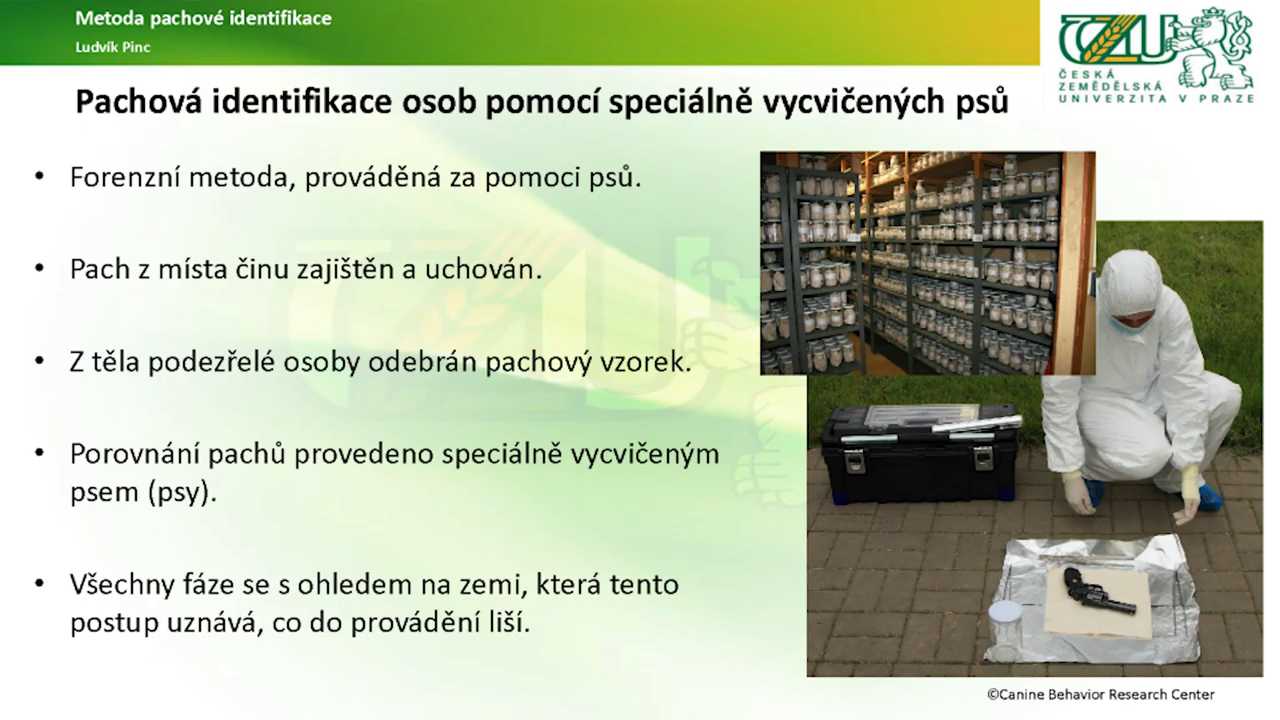 Metoda pachové identifikace
Ludvík Pinc
ČESKÁ
ZEMĚDĚLSKÁ
UNIVERZITA V PRAZE
Pachová identifikace osob pomocí speciálně vycvičených psů
• Forenzní metoda, prováděná za pomoci psů.
• Pach z místa činu zajištěn a uchován.
• Z těla podezřelé osoby odebrán pachový vzorek.
• Porovnání pachů provedeno speciálně vycvičeným
psem (psy).
• Všechny fáze se s ohledem na zemi, která tento
postup uznává, co do provádění liší.
©Canine Behavior Research Center